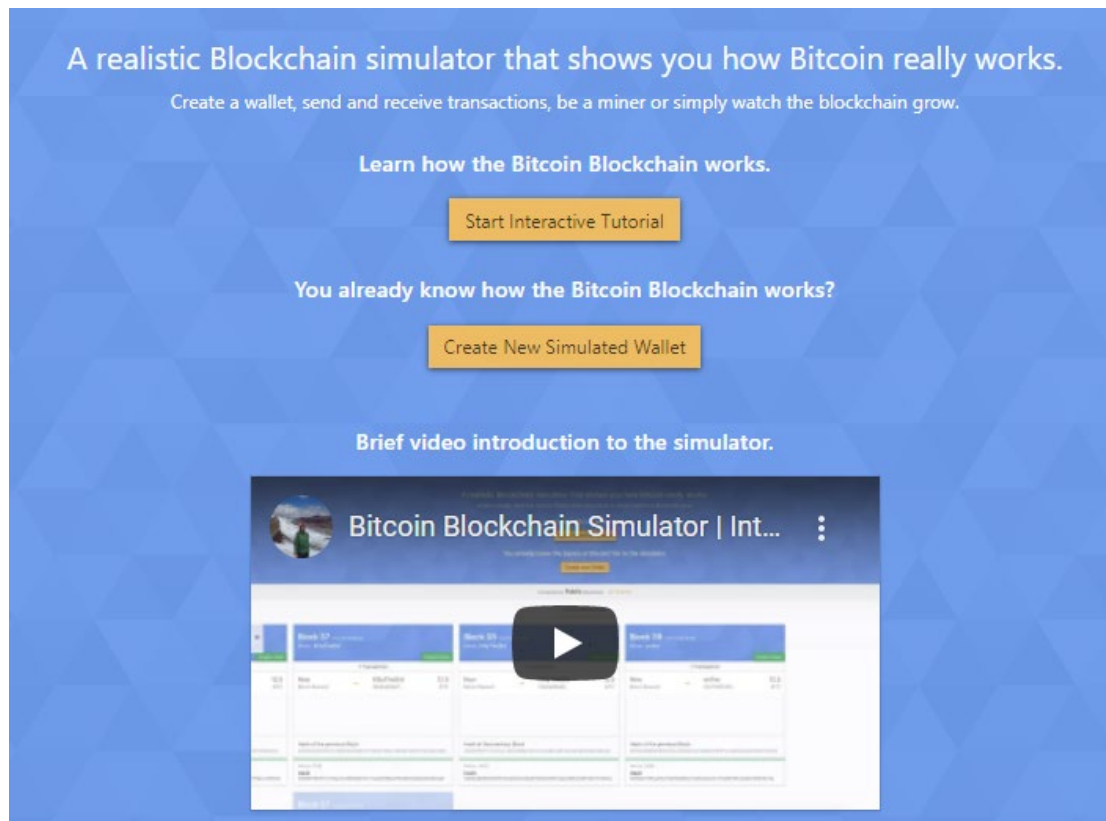 A realistic Blockchain simulator that shows you how Bitcoin really works.
Create a wallet, send and receive transactions, be a miner or simply watch the blockchain grow.
Learn how the Bitcoin Blockchain works.
Start Interactive Tutorial
You already know how the Bitcoin Blockchain works?
Create New Simulated Wallet
Brief video introduction to the simulator.
Bitcoin Blockchain Simulator | Int...